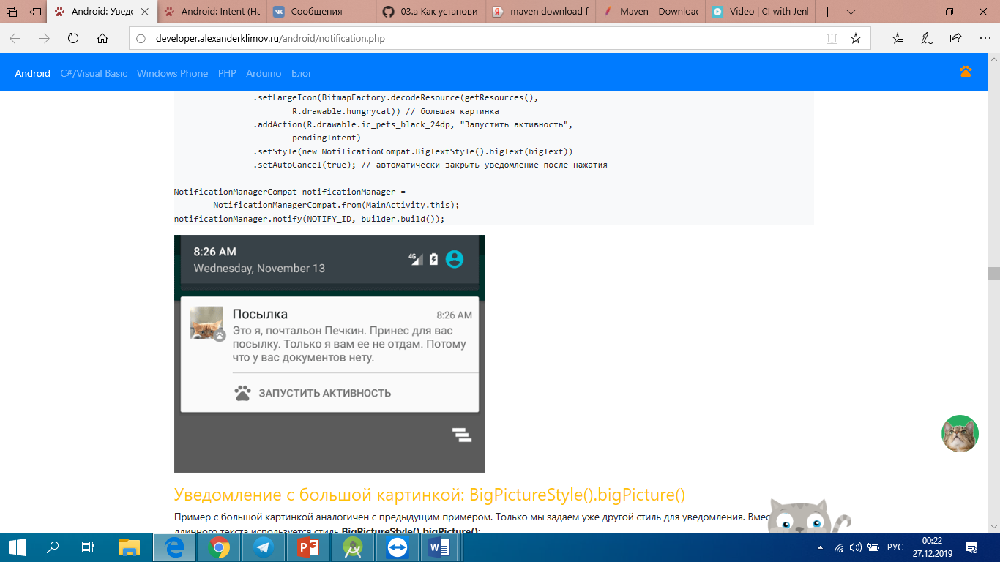 Android: Уведо
Android: Intent (На
Сообщения
03.а Как установит
maven download f
Maven – Downloac
Video | CI with Jenl
developer.alexanderklimov.ru/android/notification.php
Android C#/Visual Basic Windows Phone PHP Arduino Блог
.setLargeIcon(BitmapFactory.decodeResource(getResources(),
R.drawable.hungrycat)) // большая картинка
.addAction(R.drawable.ic_pets_black_24dp, "Запустить активность",
pendingIntent)
.setStyle(new NotificationCompat.BigTextStyle().bigText(bigText))
.setAutoCancel(true); // автоматически закрыть уведомление после нажатия
NotificationManagerCompat notificationManager =
NotificationManagerCompat.from(MainActivity.this);
notificationManager.notify(NOTIFY_ID, builder.build());
8:26 AM
Wednesday, November 13
4G
Посылка 8:26 AM
Это я, почтальон Печкин. Принес для вас
посылку. Только я вам ее не отдам. Потому
что у вас документов нету.
ЗАПУСТИТЬ АКТИВНОСТЬ
Уведомление с большой картинкой: BigPictureStyle().bigPicture()
Пример с большой картинкой аналогичен с предыдущим примером. Только мы задаём уже другой стиль для уведомления. Вмес
длинного текста используется стиль BigPictureStyle().bigPicture():
РУС
00:22
27.12.2019